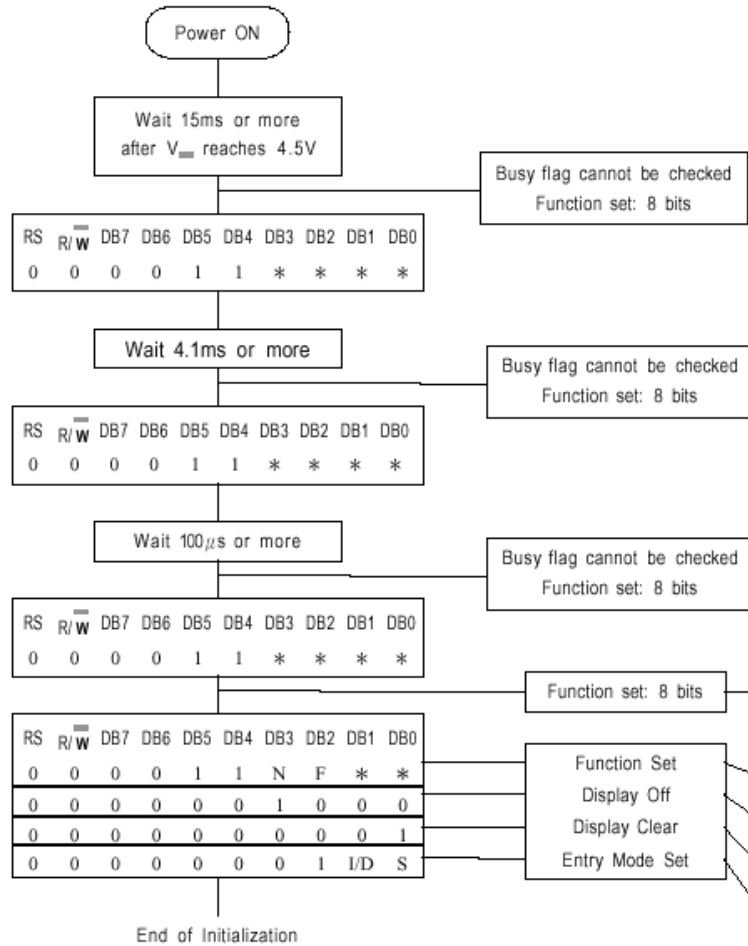 Power ON
Wait 15ms or more
after V reaches 4.5V
Busy flag cannot be checked
Function set: 8 bits
RS R/W DB7 DB6 DB5 DB4 DB3 DB2 DB1 DB0
0 0 0 0 1 1 * * * *
Wait 4.1ms or more
Busy flag cannot be checked
Function set: 8 bits
RS R/W DB7 DB6 DB5 DB4 DB3 DB2 DB1 DB0
0 0 0 0 1 1 * * * *
Wait 100μs or more
Busy flag cannot be checked
Function set: 8 bits
RS R/W DB7 DB6 DB5 DB4 DB3 DB2 DB1 DB0
0 0 0 0 1 1 * * * *
Function set: 8 bits
RS R/W DB7 DB6 DB5 DB4 DB3 DB2 DB1 DB0
0 0 0 0 1 1 N F * *
0 0 0 0 0 0 1 0 0 0
0 0 0 0 0 0 0 0 0 1
0 0 0 0 0 0 0 1 I/D S
Function Set
Display Off
Display Clear
Entry Mode Set
End of Initialization